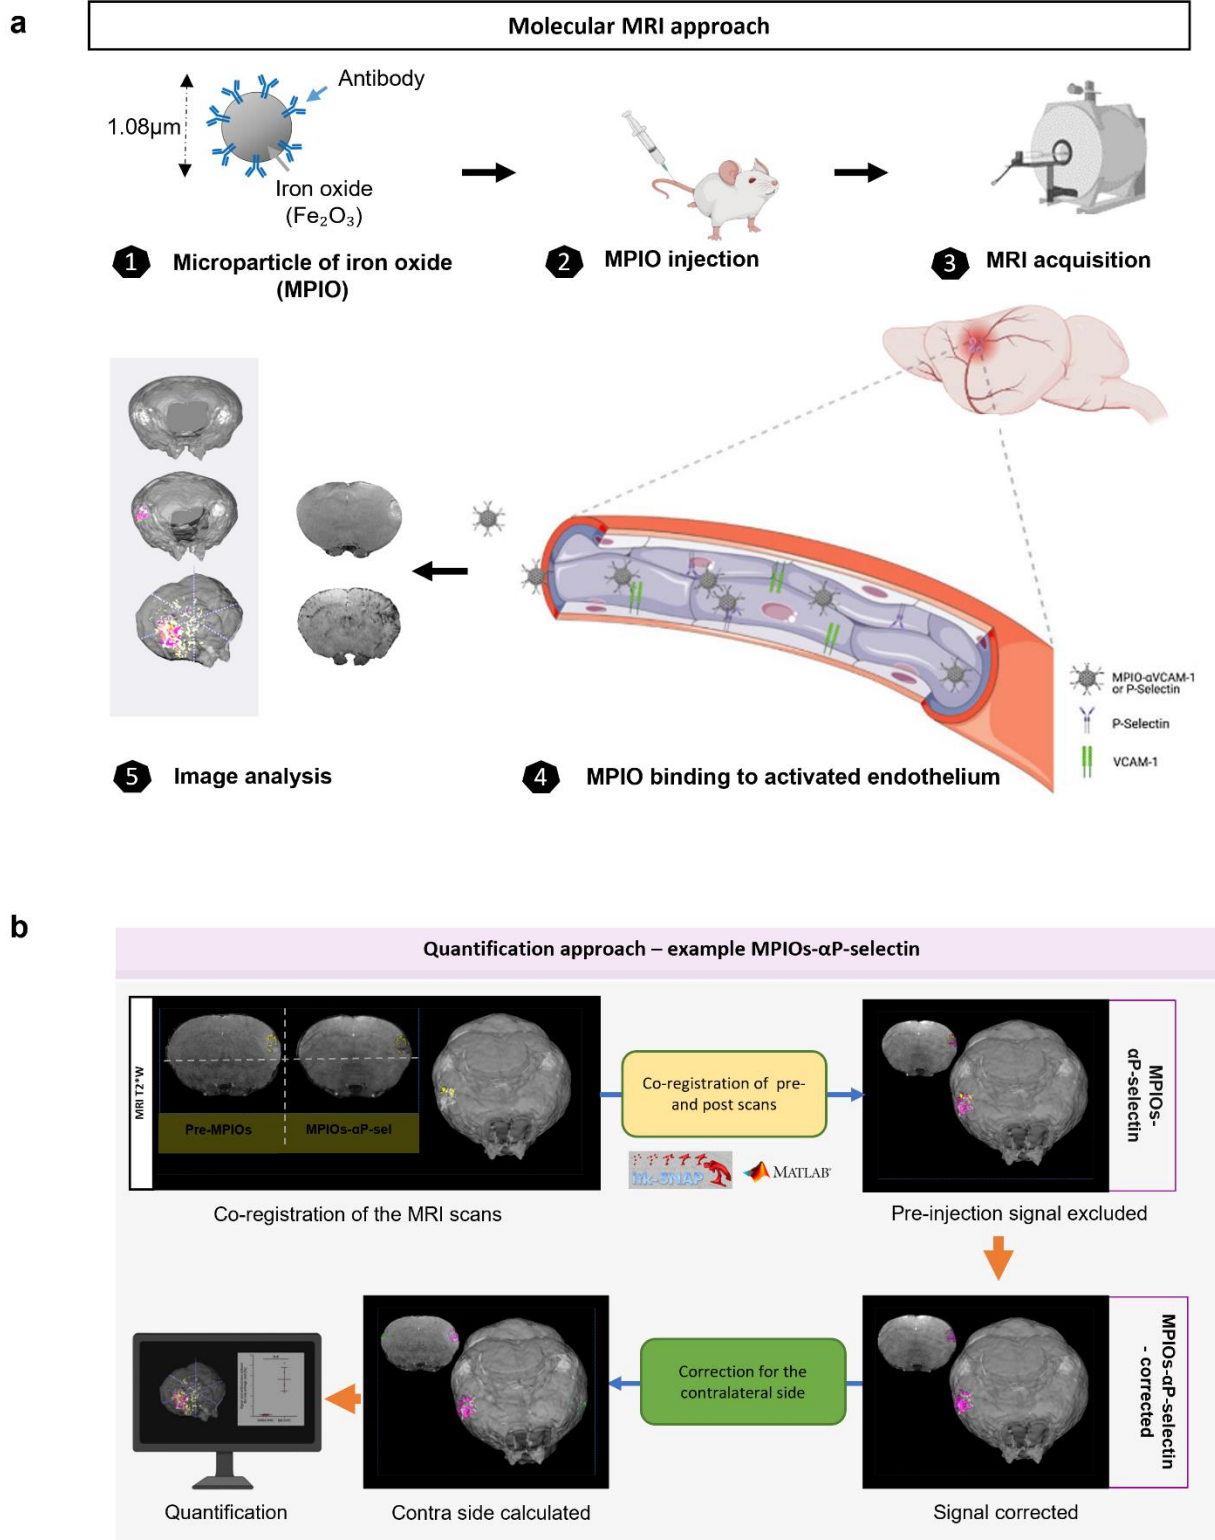 a
Molecular MRI approach
Antibody
1.08µm
Iron oxide
(Fe₂O₃)
1 Microparticle of iron oxide
(MPIO)
2 MPIO injection
3 MRI acquisition
MPIO-αVCAM-1
or P-Selectin
P-Selectin
VCAM-1
5 Image analysis
4 MPIO binding to activated endothelium
b
Quantification approach – example MPIOs-αP-selectin
MRI T2*W
Pre-MPIOs
MPIOs-αP-sel
Co-registration of pre-
and post scans
itk-SNAP
MATLAB®
MPIOs-
αP-selectin
Co-registration of the MRI scans
Pre-injection signal excluded
Correction for the
contralateral side
MPIOs-αP-selectin
- corrected
Quantification
Contra side calculated
Signal corrected